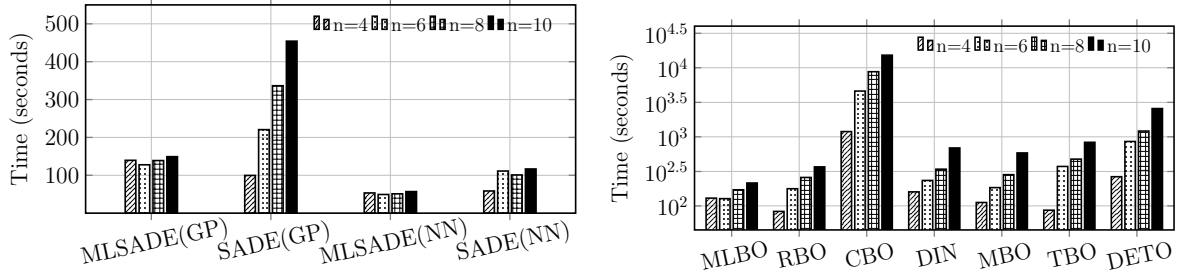 Time (seconds)
500
400
300
200
100
n=4 n=6 n=8 n=10
MLSADE(GP) SADE(GP) MLSADE(NN) SADE(NN)
Time (seconds)
10^4.5
10^4
10^3.5
10^3
10^2.5
10^2
n=4 n=6 n=8 n=10
MLBO RBO CBO DIN MBO TBO DETO